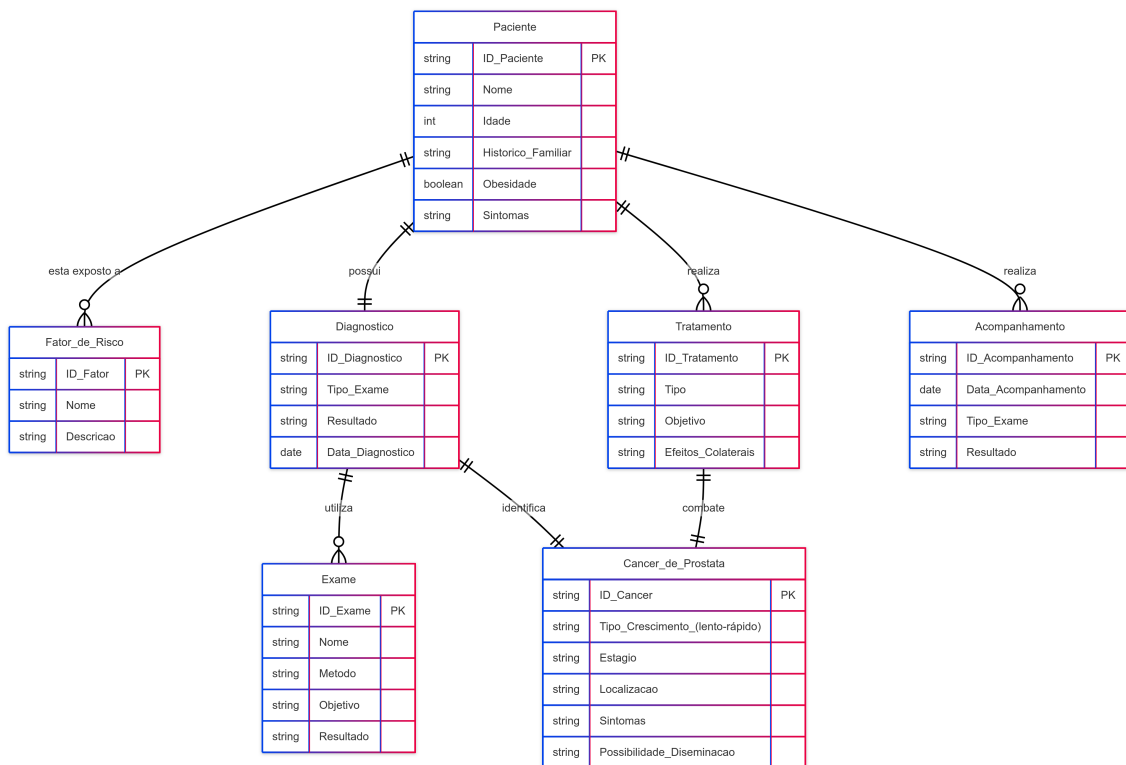 Paciente
string ID_Paciente PK
string Nome
int Idade
string Historico_Familiar
boolean Obesidade
string Sintomas
esta exposto a
possui
realiza
realiza
Fator_de_Risco
string ID_Fator PK
string Nome
string Descricao
Diagnostico
string ID_Diagnostico PK
string Tipo_Exame
string Resultado
date Data_Diagnostico
Tratamento
string ID_Tratamento PK
string Tipo
string Objetivo
string Efeitos_Colaterais
Acompanhamento
string ID_Acompanhamento PK
date Data_Acompanhamento
string Tipo_Exame
string Resultado
utiliza
identifica
combate
Exame
string ID_Exame PK
string Nome
string Metodo
string Objetivo
string Resultado
Cancer_de_Prostata
string ID_Cancer PK
string Tipo_Crescimento_(lento-rápido)
string Estagio
string Localizacao
string Sintomas
string Possibilidade_Diseminacao